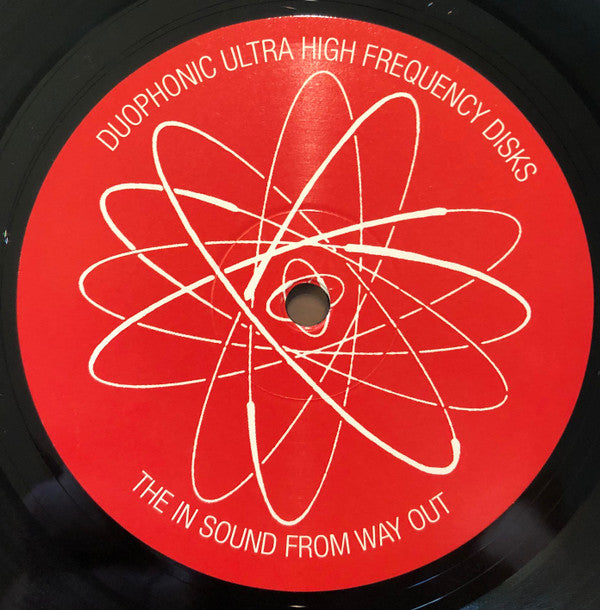 DUOPHONIC ULTRA HIGH FREQUENCY DISKS
THE IN SOUND FROM WAY OUT